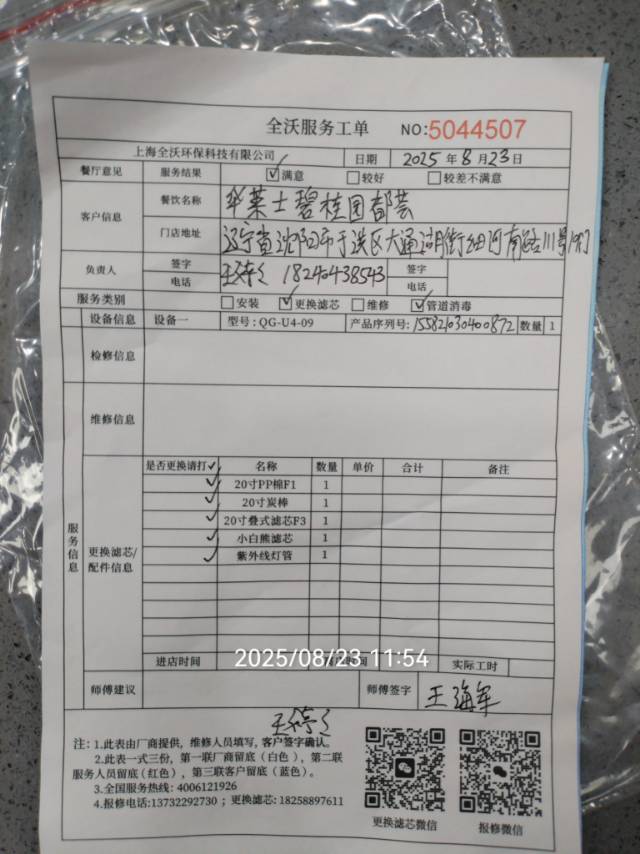 全沃服务工单 NO:5044507
上海全沃环保科技有限公司 日期 2025年8月23日
餐厅意见 服务结果 ☑满意 □较好 □较差不满意
客户信息 餐饮名称 华莱士碧桂园都荟
门店地址 辽宁省沈阳市于洪区大通湖街 河南 号 门
负责人 签字 签字
电话 18240438543 电话
服务类别 □安装 ☑更换滤芯 □维修 ☑管道消毒
设备信息 设备一 型号:QG-U4-09 产品序列号:155821030400872 数量 1
检修信息
维修信息
服务信息
更换滤芯/配件信息
是否更换请打✓ 名称 数量 单价 合计 备注
✓ 20寸PP棉F1 1
✓ 20寸炭棒 1
✓ 20寸叠式滤芯F3 1
✓ 小白熊滤芯 1
✓ 紫外线灯管 1
进店时间 时间 实际工时
2025/08/23 11:54
师傅建议 师傅签字 王海军
注:1.此表由厂商提供,维修人员填写,客户签字确认。
2.此表一式三份,第一联厂商留底(白色),第二联
服务人员留底(红色),第三联客户留底(蓝色)。
3.全国服务热线:4006121926
4.报修电话:13732292730;更换滤芯:18258897611
更换滤芯微信 报修微信